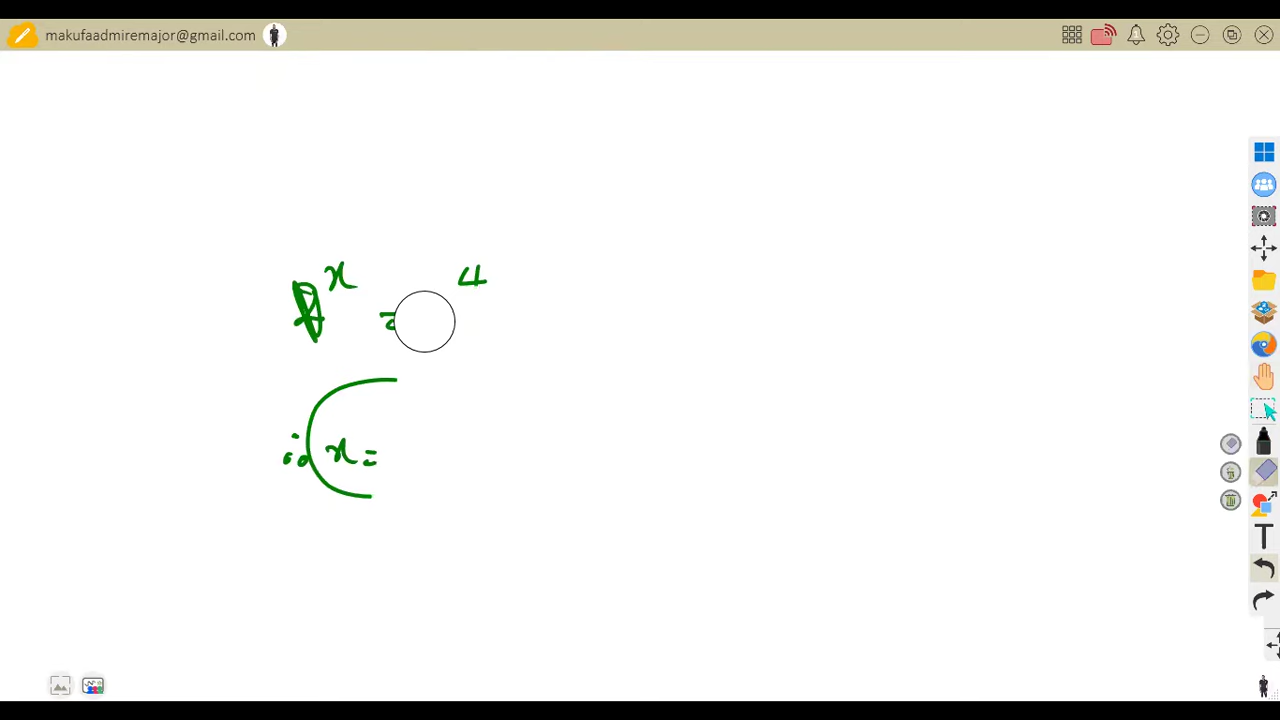 makufaadmiremajor@gmail.com
x = 4
∴ x =
T